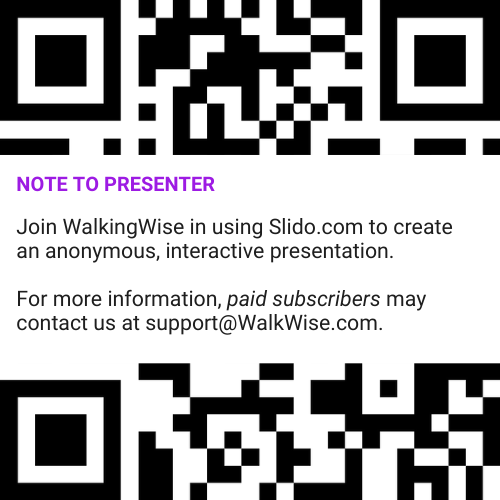 NOTE TO PRESENTER
Join WalkingWise in using Slido.com to create
an anonymous, interactive presentation.
For more information, paid subscribers may
contact us at support@WalkWise.com.